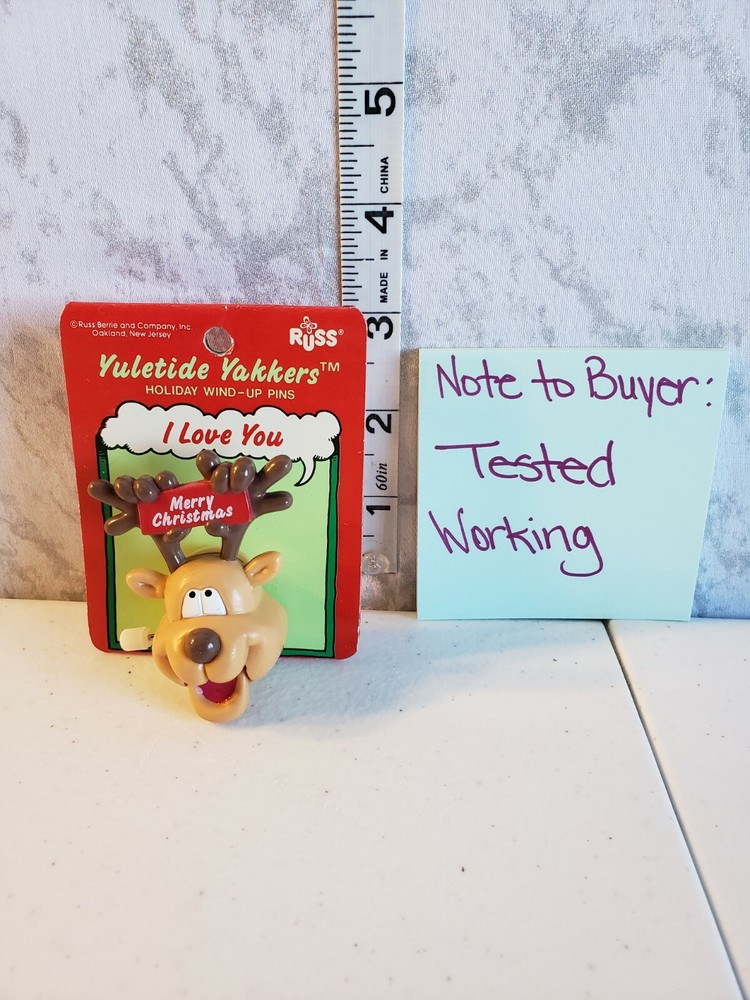 ©Russ Berrie and Company, Inc.
Oakland, New Jersey
RUSS®
Yuletide Yakkers™
HOLIDAY WIND-UP PINS
I Love You
Merry
Christmas
5
CHINA
4
MADE IN
3
2
60in
1
Note to Buyer:
Tested
Working